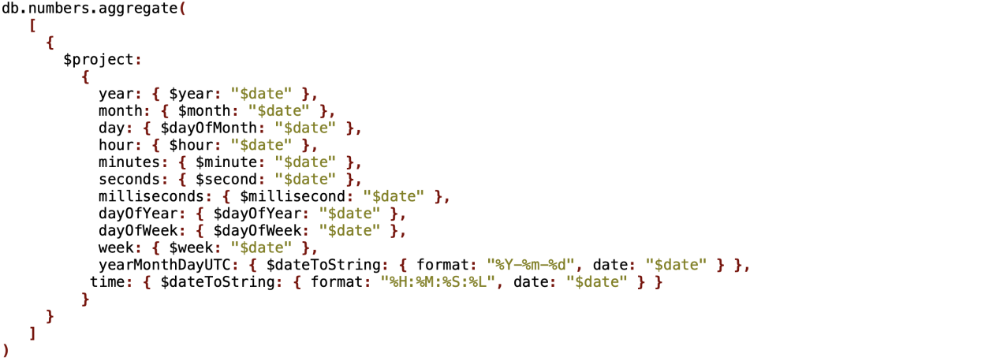 db.numbers.aggregate(
   [
     {
       $project:
         {
           year: { $year: "$date" },
           month: { $month: "$date" },
           day: { $dayOfMonth: "$date" },
           hour: { $hour: "$date" },
           minutes: { $minute: "$date" },
           seconds: { $second: "$date" },
           milliseconds: { $millisecond: "$date" },
           dayOfYear: { $dayOfYear: "$date" },
           dayOfWeek: { $dayOfWeek: "$date" },
           week: { $week: "$date" },
           yearMonthDayUTC: { $dateToString: { format: "%Y-%m-%d", date: "$date" } },
          time: { $dateToString: { format: "%H:%M:%S:%L", date: "$date" } }
         }
     }
   ]
)